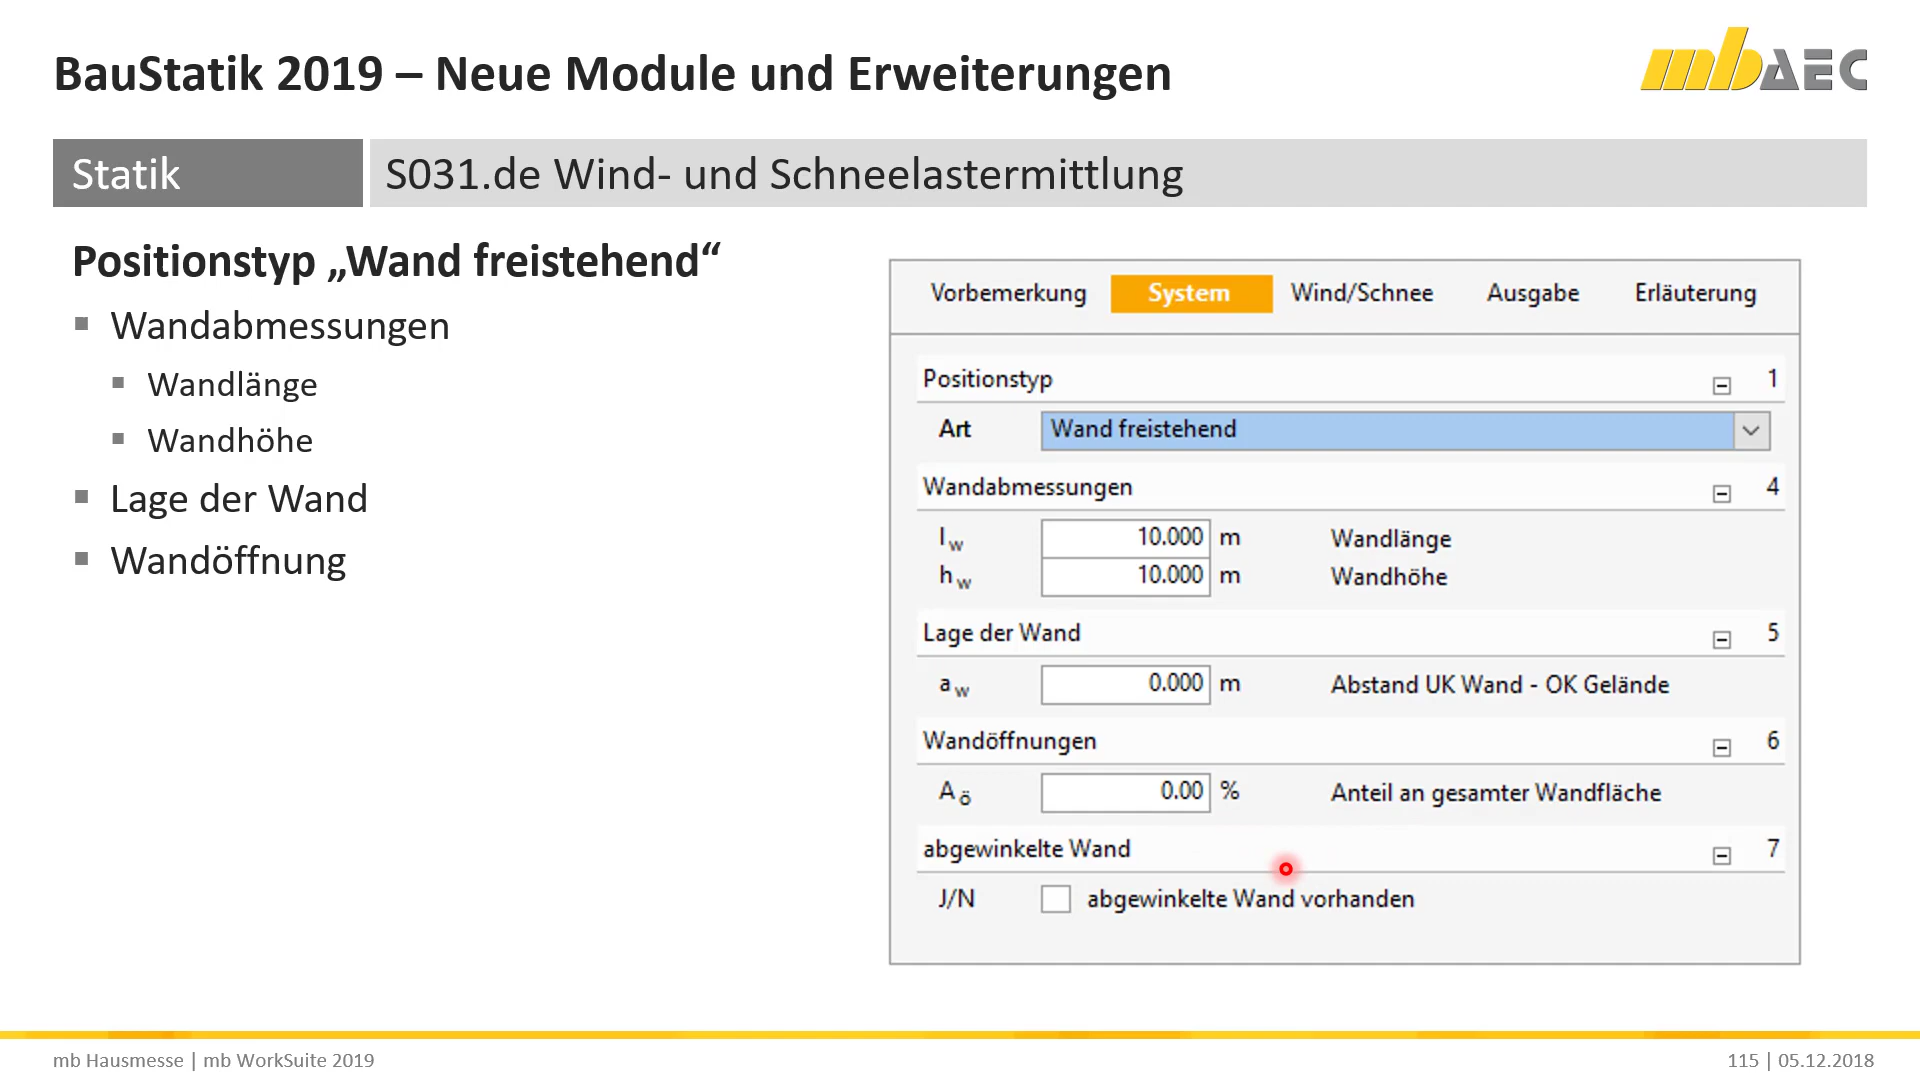 BauStatik 2019 – Neue Module und Erweiterungen
mbAEC
Statik
S031.de Wind- und Schneelastermittlung
Positionstyp „Wand freistehend“
Wandabmessungen
Wandlänge
Wandhöhe
Lage der Wand
Wandöffnung
Vorbemerkung System Wind/Schnee Ausgabe Erläuterung
Positionstyp 1
Art Wand freistehend
Wandabmessungen 4
lw 10.000 m Wandlänge
hw 10.000 m Wandhöhe
Lage der Wand 5
aw 0.000 m Abstand UK Wand - OK Gelände
Wandöffnungen 6
Aö 0.00 % Anteil an gesamter Wandfläche
abgewinkelte Wand 7
J/N abgewinkelte Wand vorhanden
mb Hausmesse | mb WorkSuite 2019
115 | 05.12.2018